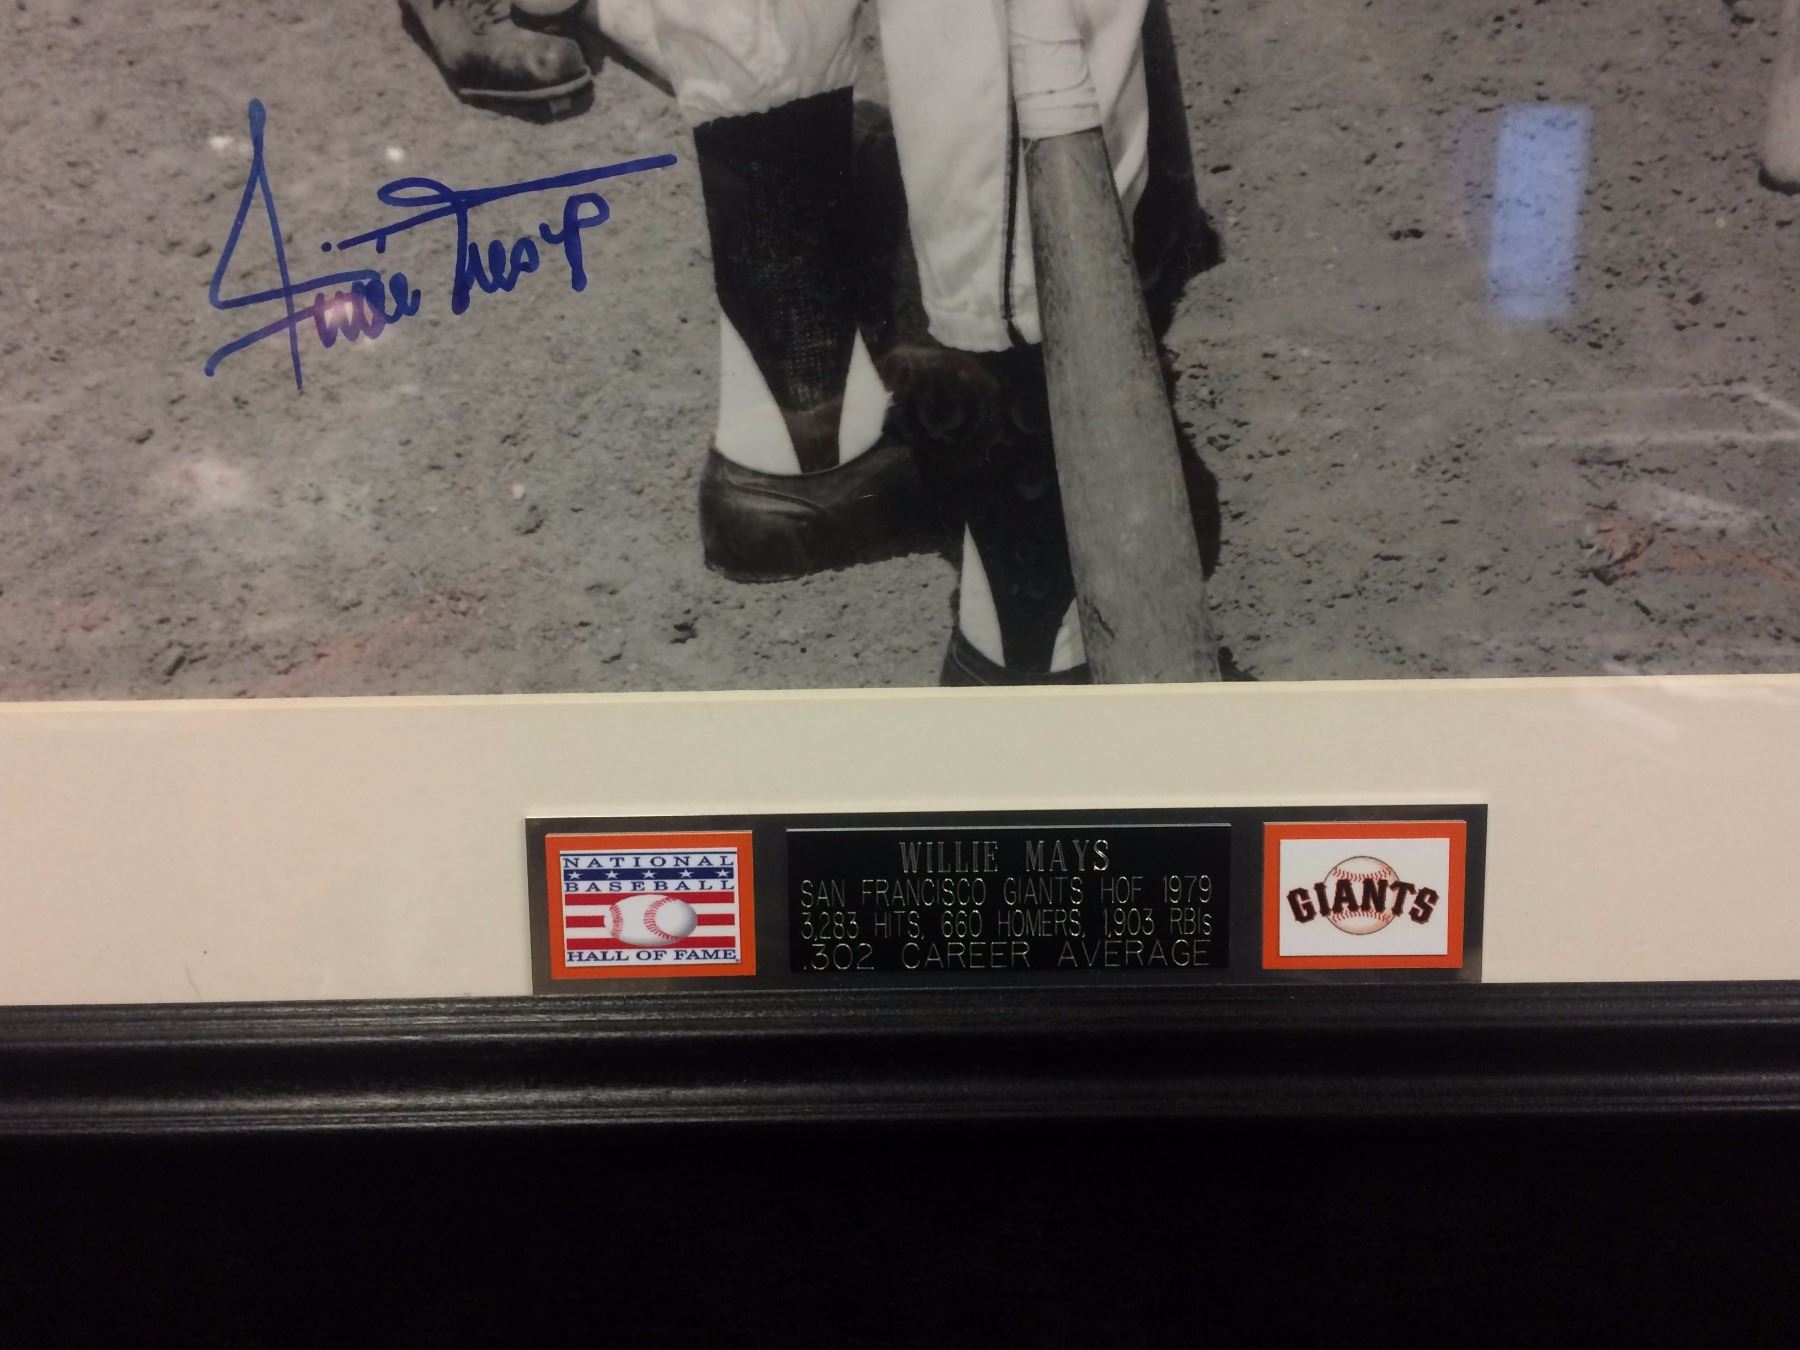 Willie Mays
NATIONAL
BASEBALL
HALL OF FAME
WILLIE MAYS
SAN FRANCISCO GIANTS HOF 1979
3,283 HITS, 660 HOMERS, 1,903 RBIs
.302 CAREER AVERAGE
GIANTS